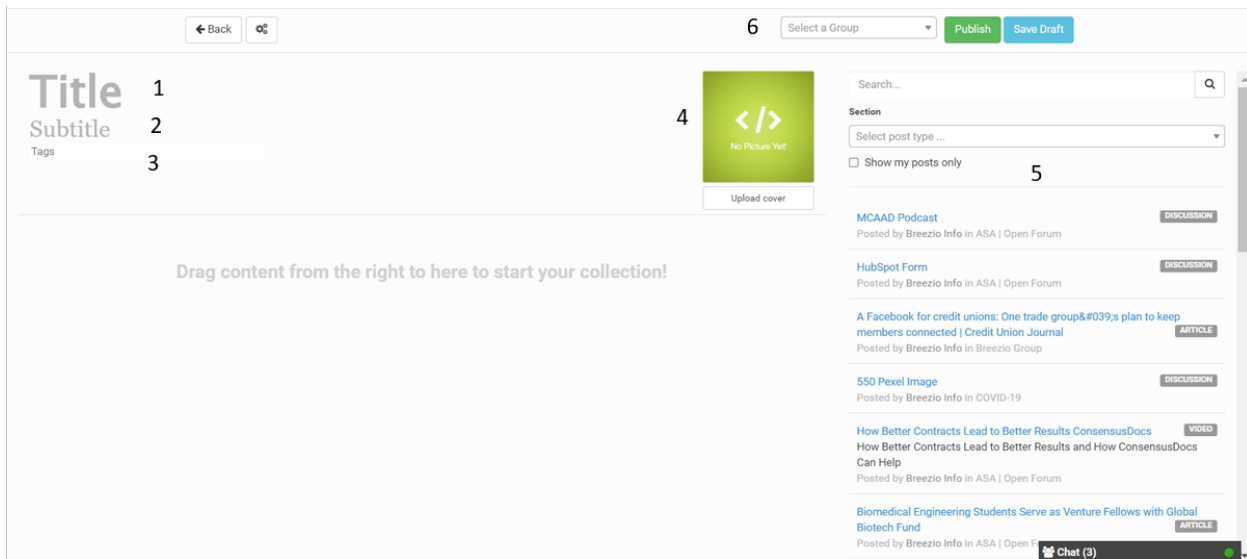 Back
6
Select a Group
Publish
Save Draft
Title
1
Subtitle
2
Tags
3
4
</>
No Picture Yet!
Upload cover
Drag content from the right to here to start your collection!
Search...
Section
Select post type ...
Show my posts only
5
MCAAD Podcast
DISCUSSION
Posted by Breezio Info in ASA | Open Forum
HubSpot Form
DISCUSSION
Posted by Breezio Info in ASA | Open Forum
A Facebook for credit unions: One trade group&#039;s plan to keep
members connected | Credit Union Journal
ARTICLE
Posted by Breezio Info in Breezio Group
550 Pexel Image
DISCUSSION
Posted by Breezio Info in COVID-19
How Better Contracts Lead to Better Results ConsensusDocs
VIDEO
How Better Contracts Lead to Better Results and How ConsensusDocs
Can Help
Posted by Breezio Info in ASA | Open Forum
Biomedical Engineering Students Serve as Venture Fellows with Global
Biotech Fund
ARTICLE
Posted by Breezio Info in ASA | Open F
Chat (3)